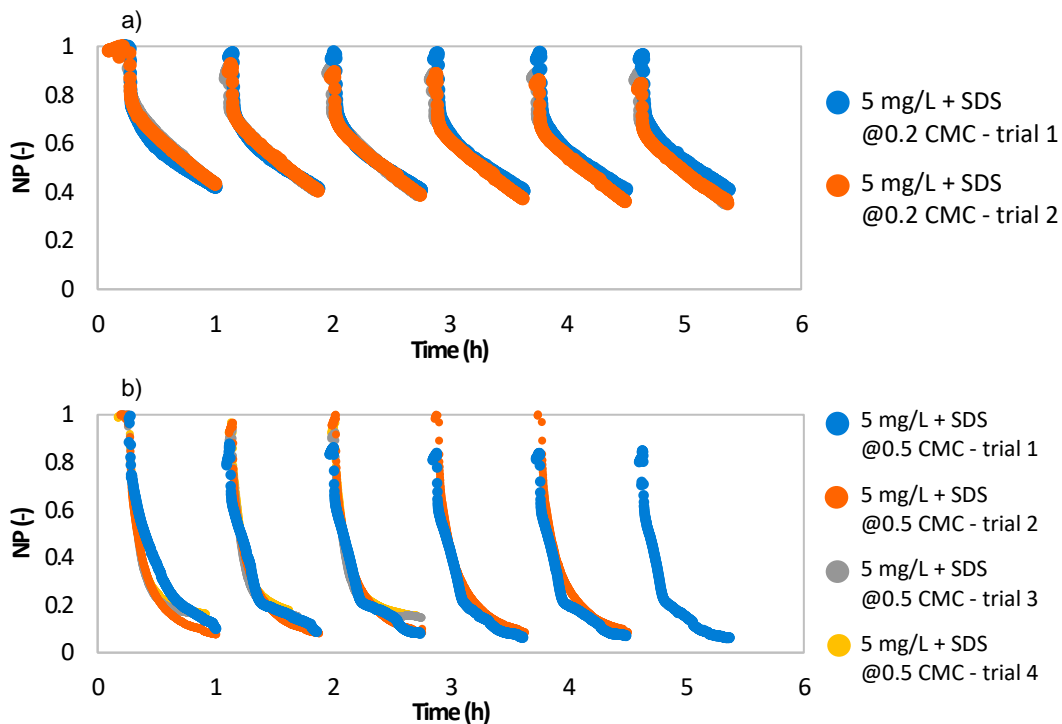 a)
1
0.8
0.6
0.4
0.2
0
NP (-)
0 1 2 3 4 5 6
Time (h)
5 mg/L + SDS
@0.2 CMC - trial 1
5 mg/L + SDS
@0.2 CMC - trial 2
b)
1
0.8
0.6
0.4
0.2
0
NP (-)
0 1 2 3 4 5 6
Time (h)
5 mg/L + SDS
@0.5 CMC - trial 1
5 mg/L + SDS
@0.5 CMC - trial 2
5 mg/L + SDS
@0.5 CMC - trial 3
5 mg/L + SDS
@0.5 CMC - trial 4